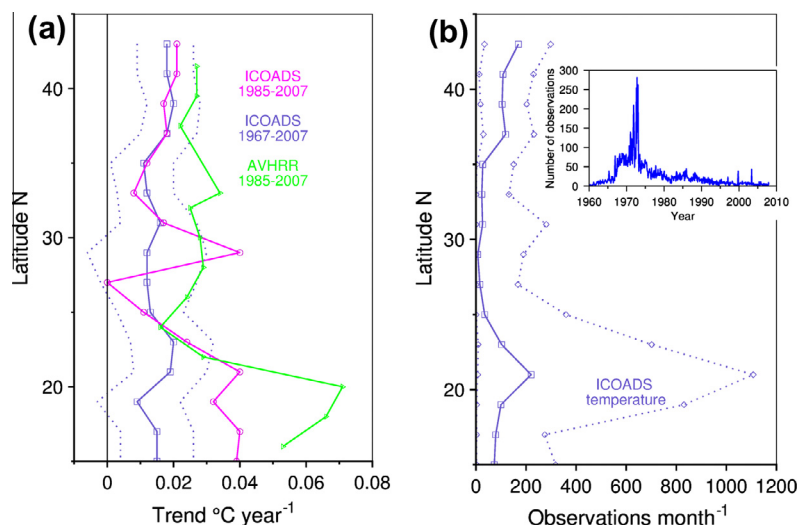 (a)
40
30
20
Latitude N
ICOADS
1985-2007
ICOADS
1967-2007
AVHRR
1985-2007
0
0.02
0.04
0.06
0.08
Trend °C year-1
(b)
40
30
20
Latitude N
300
250
200
150
100
50
0
Number of observations
1960 1970 1980 1990 2000 2010
Year
ICOADS
temperature
0 200 400 600 800 1000 1200
Observations month-1